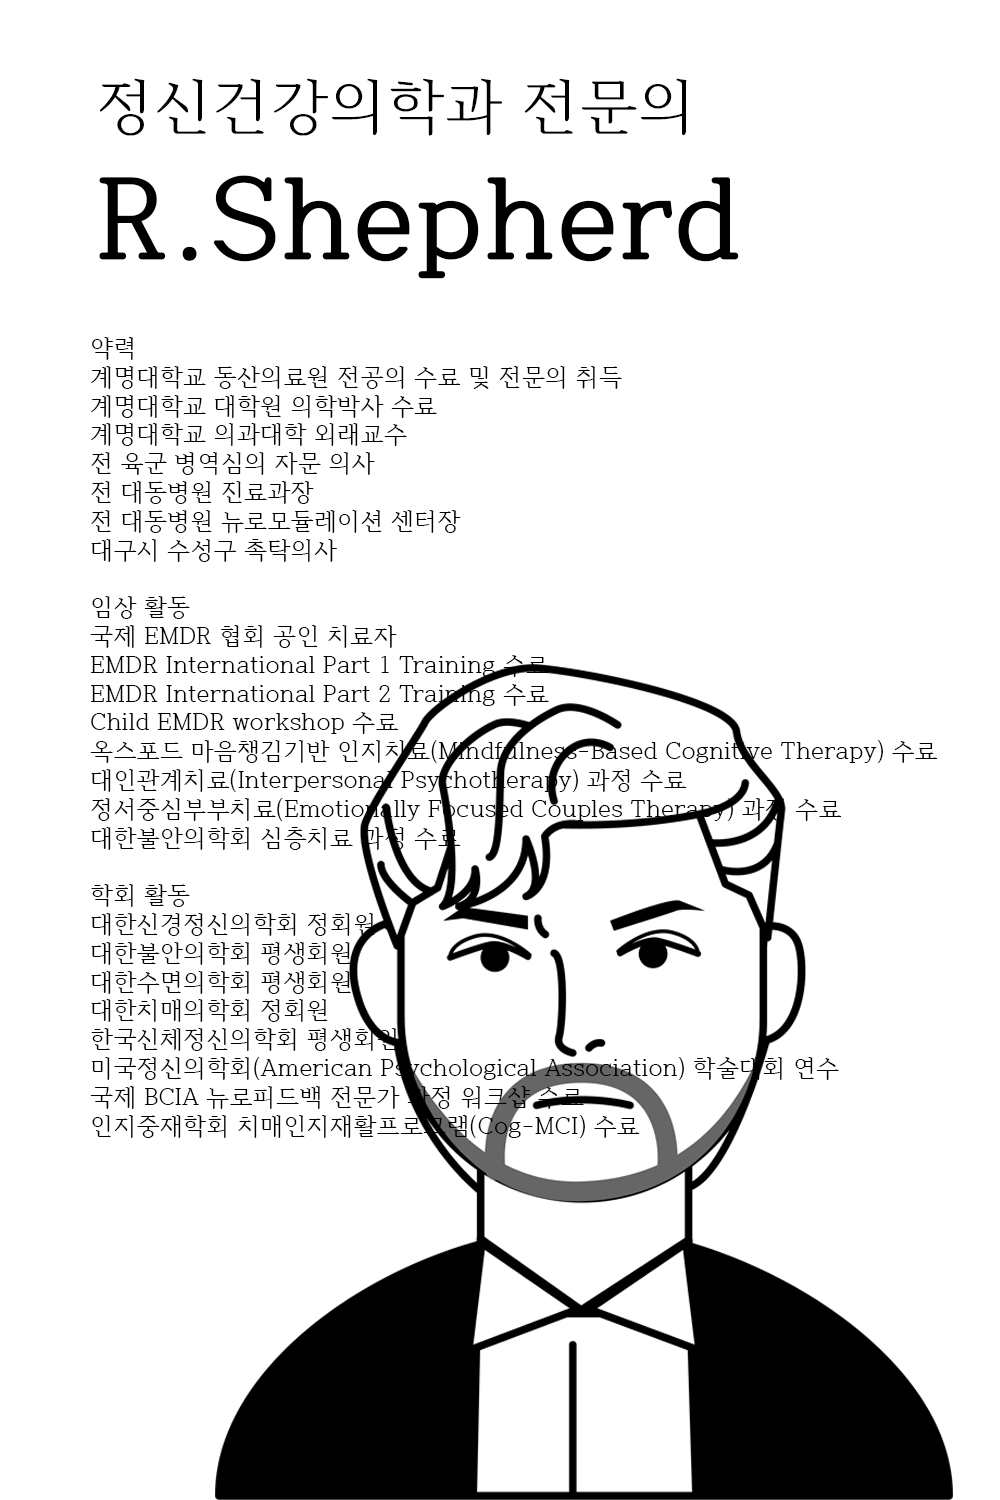 정신건강의학과 전문의
R.Shepherd
약력
계명대학교 동산의료원 전공의 수료 및 전문의 취득
계명대학교 대학원 의학박사 수료
계명대학교 의과대학 외래교수
전 육군 병역심의 자문 의사
전 대동병원 진료과장
전 대동병원 뉴로모듈레이션 센터장
대구시 수성구 촉탁의사
임상 활동
국제 EMDR 협회 공인 치료자
EMDR International Part 1 Training 수료
EMDR International Part 2 Training 수료
Child EMDR workshop 수료
옥스포드 마음챙김기반 인지치료(Mindfulness-Based Cognitive Therapy) 수료
대인관계치료(Interpersonal Psychotherapy) 과정 수료
정서중심부부치료(Emotionally Focused Couples Therapy) 과정 수료
대한불안의학회 심층치료 과정 수료
학회 활동
대한신경정신의학회 정회원
대한불안의학회 평생회원
대한수면의학회 평생회원
대한치매의학회 정회원
한국신체정신의학회 평생회원
미국정신의학회(American Psychological Association) 학술대회 연수
국제 BCIA 뉴로피드백 전문가 과정 워크샵 수료
인지중재학회 치매인지재활프로그램(Cog-MCI) 수료